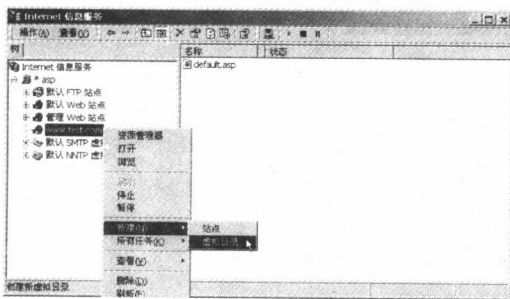 Internet 信息服务
操作(A) 查看(V)
树
名称 状态
Internet 信息服务
default.asp
* asp
默认 FTP 站点
默认 Web 站点
管理 Web 站点
www.test.com
默认 SMTP 虚
默认 NNTP 虚
资源管理器
打开
浏览
停止
暂停
新建(N)
站点
虚拟目录
所有任务(K)
查看(V)
删除(D)
刷新(F)
创建新虚拟目录